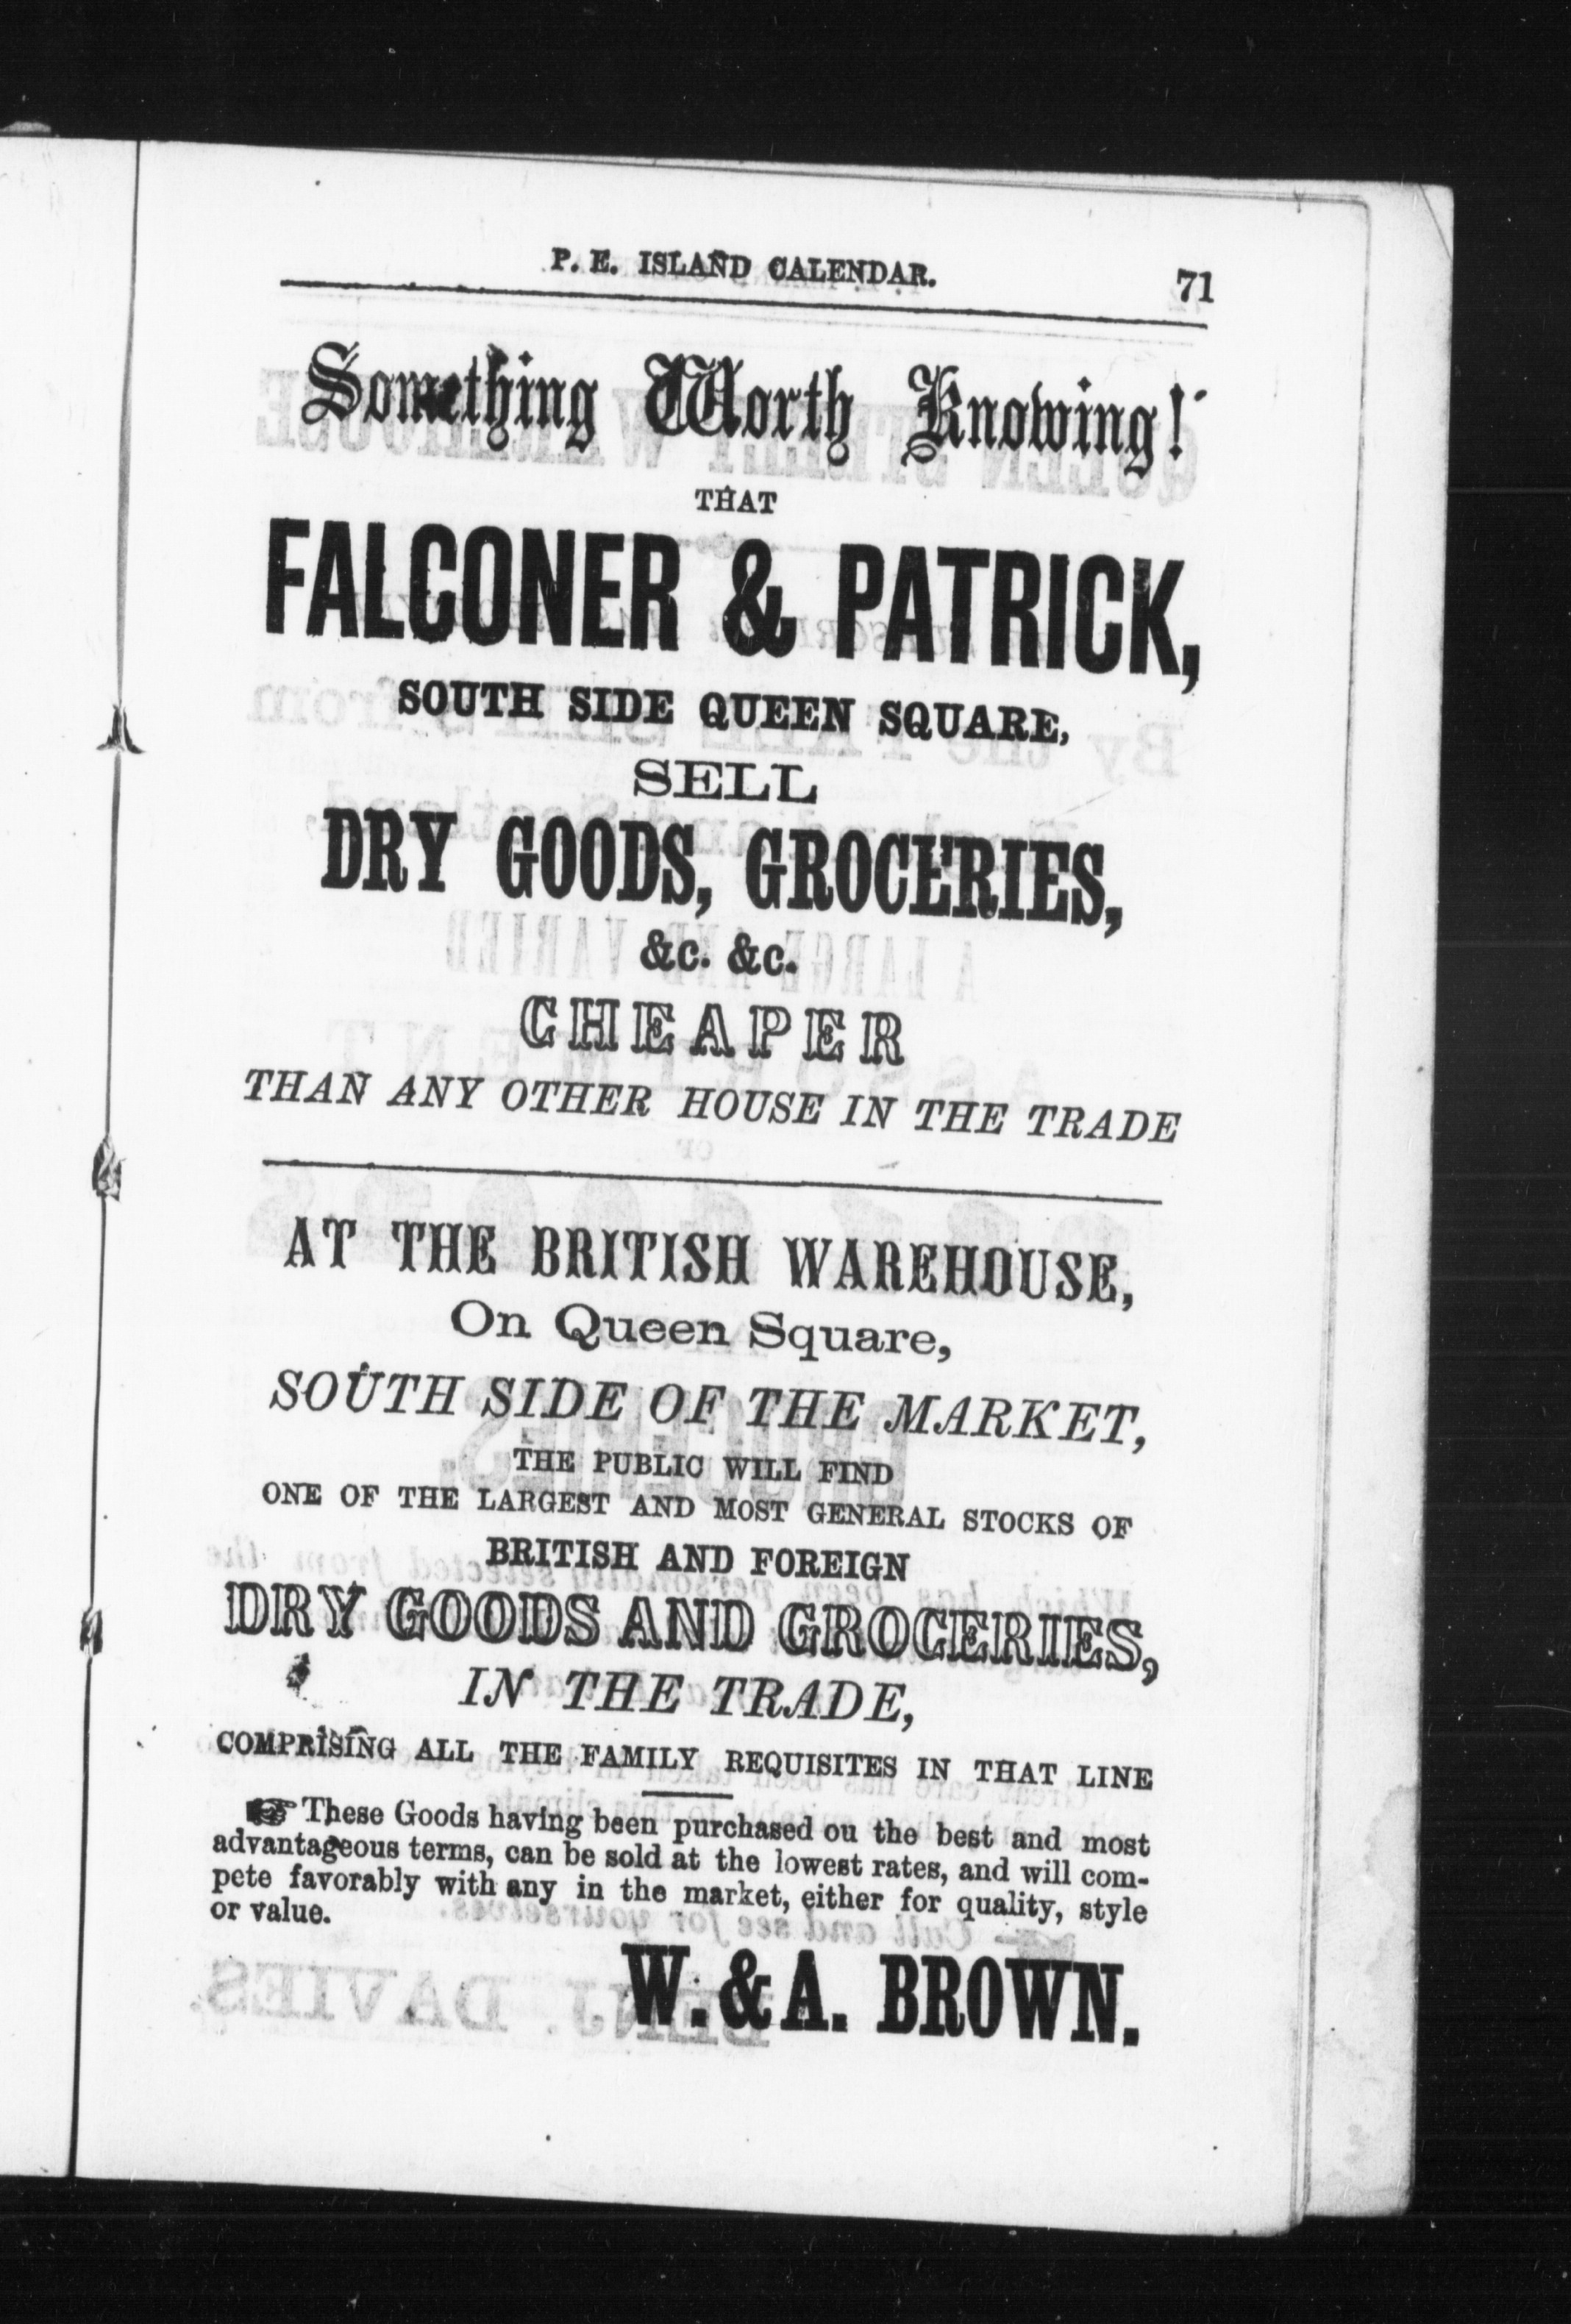 P. E. ISLAND CALENDAR. 71
Something Worth Knowing!
THAT
FALCONER & PATRICK,
SOUTH SIDE QUEEN SQUARE,
SELL
DRY GOODS, GROCERIES,
&c. &c.
CHEAPER
THAN ANY OTHER HOUSE IN THE TRADE
AT THE BRITISH WAREHOUSE,
On Queen Square,
SOUTH SIDE OF THE MARKET,
THE PUBLIC WILL FIND
ONE OF THE LARGEST AND MOST GENERAL STOCKS OF
BRITISH AND FOREIGN
DRY GOODS AND GROCERIES,
IN THE TRADE,
COMPRISING ALL THE FAMILY REQUISITES IN THAT LINE
☞ These Goods having been purchased ou the best and most
advantageous terms, can be sold at the lowest rates, and will com-
pete favorably with any in the market, either for quality, style
or value.
W. & A. BROWN.